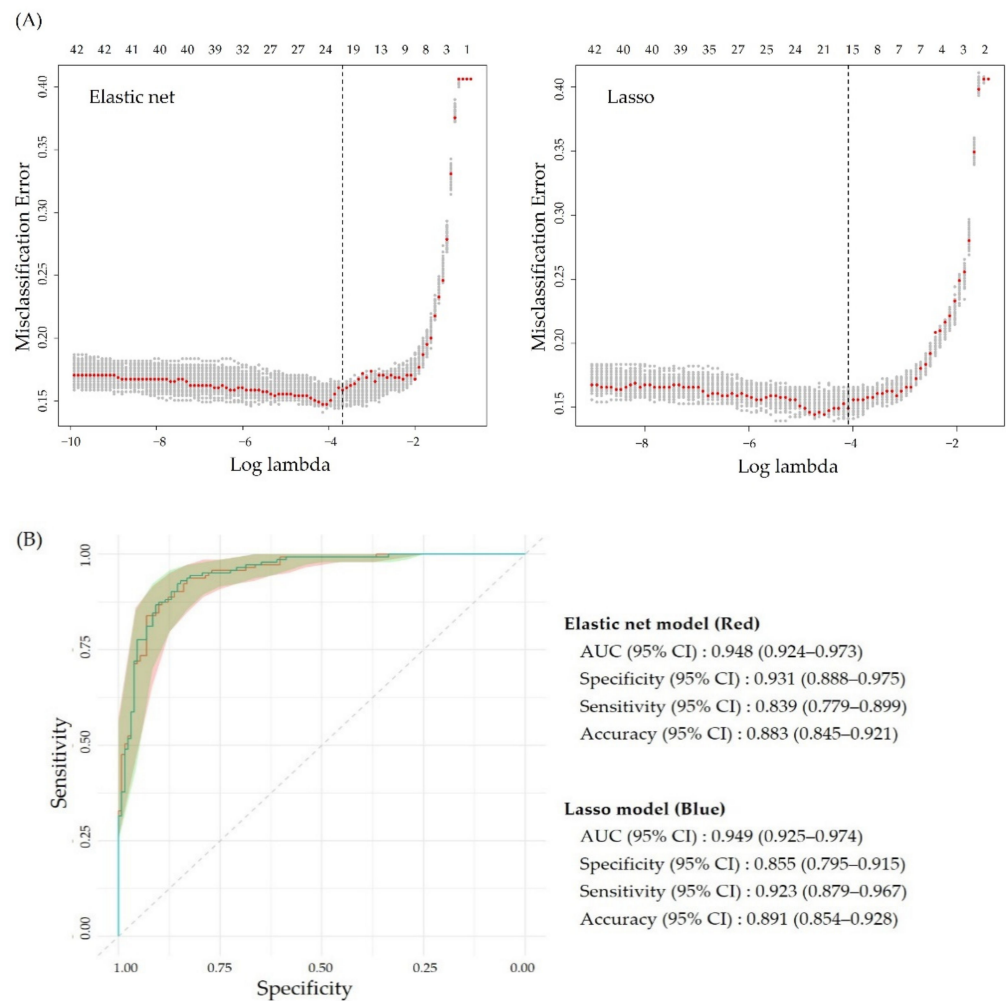 (A)
42 42 41 40 40 39 32 27 27 24 19 13 9 8 3 1
Elastic net
Misclassification Error
0.40
0.35
0.30
0.25
0.20
0.15
−10 −8 −6 −4 −2
Log lambda
42 40 40 39 35 27 25 24 21 15 8 7 7 4 3 2
Lasso
Misclassification Error
0.40
0.35
0.30
0.25
0.20
0.15
−8 −6 −4 −2
Log lambda
(B)
Sensitivity
1.00
0.75
0.50
0.25
0.00
1.00 0.75 0.50 0.25 0.00
Specificity
Elastic net model (Red)
AUC (95% CI) : 0.948 (0.924–0.973)
Specificity (95% CI) : 0.931 (0.888–0.975)
Sensitivity (95% CI) : 0.839 (0.779–0.899)
Accuracy (95% CI) : 0.883 (0.845–0.921)
Lasso model (Blue)
AUC (95% CI) : 0.949 (0.925–0.974)
Specificity (95% CI) : 0.855 (0.795–0.915)
Sensitivity (95% CI) : 0.923 (0.879–0.967)
Accuracy (95% CI) : 0.891 (0.854–0.928)